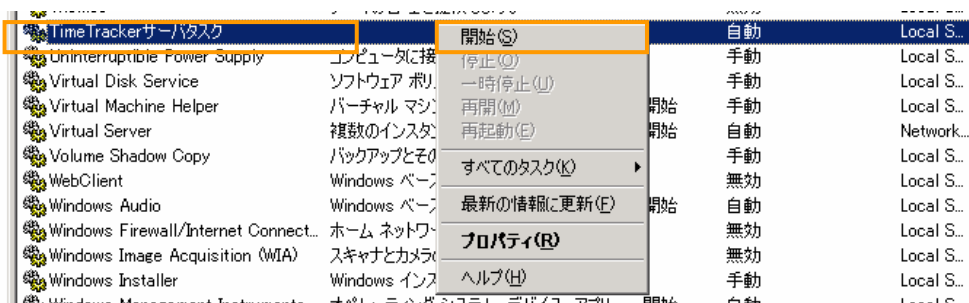 TimeTrackerサーバタスク 自動 Local S...
Uninterruptible Power Supply コンピュータに接 手動 Local S...
Virtual Disk Service ソフトウェア ボリ 手動 Local S...
Virtual Machine Helper バーチャル マシン 開始 手動 Local S...
Virtual Server 複数のインスタン 開始 自動 Network...
Volume Shadow Copy バックアップとその 手動 Local S...
WebClient Windows ベー 無効 Local S...
Windows Audio Windows ベー 開始 自動 Local S...
Windows Firewall/Internet Connect... ホーム ネットワー 無効 Local S...
Windows Image Acquisition (WIA) スキャナとカメラ 無効 Local S...
Windows Installer Windows インス 手動 Local S...
開始(S)
停止(O)
一時停止(U)
再開(M)
再起動(E)
すべてのタスク(K)
最新の情報に更新(F)
プロパティ(R)
ヘルプ(H)